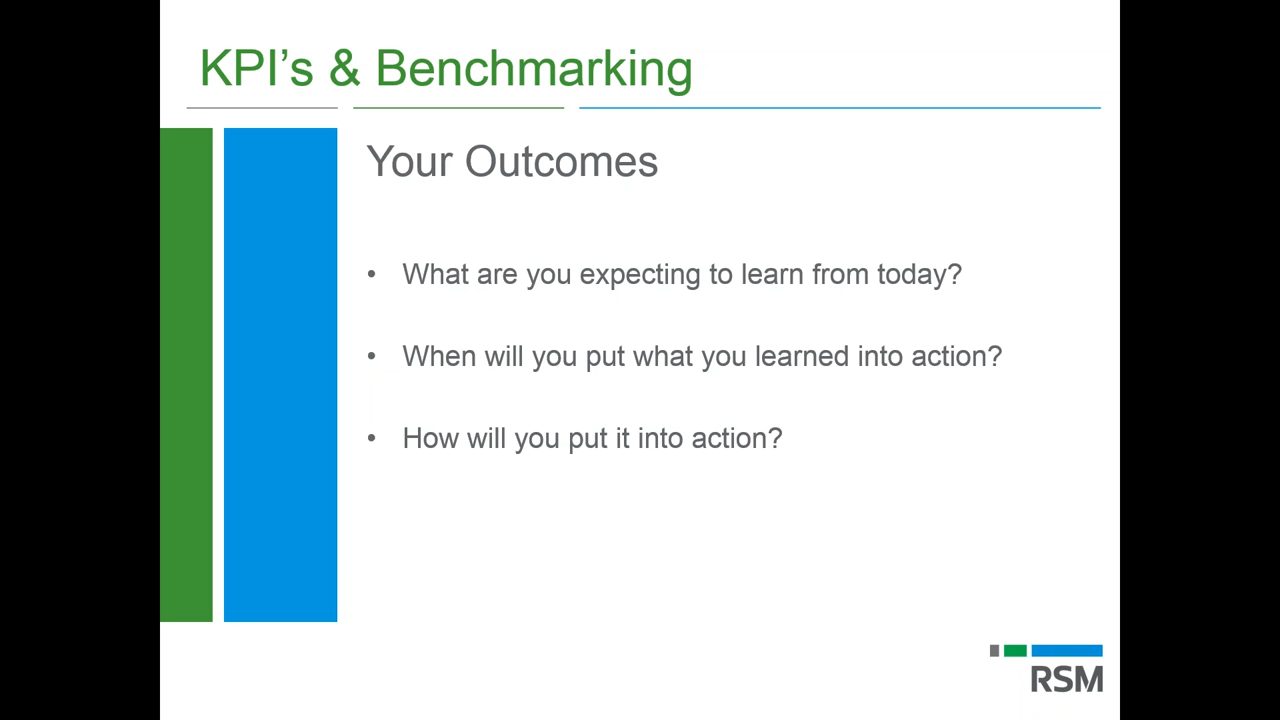 KPI’s & Benchmarking
Your Outcomes
• What are you expecting to learn from today?
• When will you put what you learned into action?
• How will you put it into action?
RSM